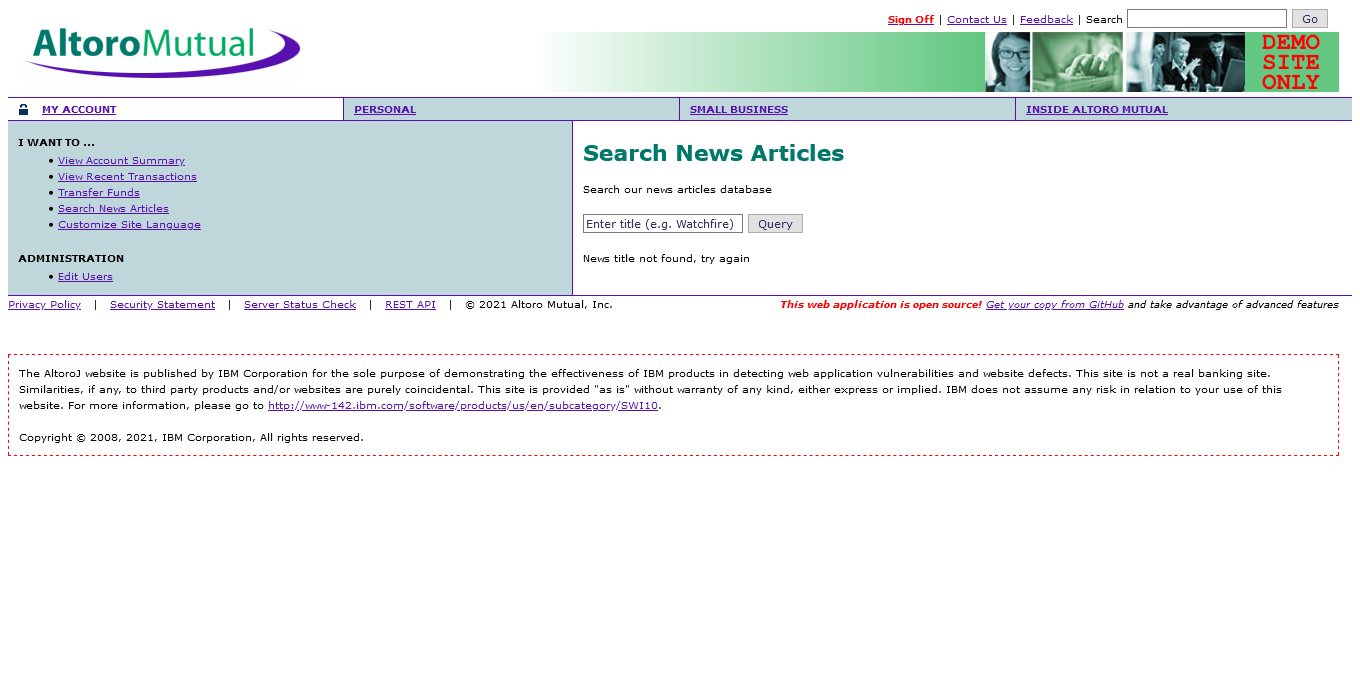 AltoroMutual
Sign Off | Contact Us | Feedback | Search Go
DEMO
SITE
ONLY
MY ACCOUNT
PERSONAL
SMALL BUSINESS
INSIDE ALTORO MUTUAL
I WANT TO ...
• View Account Summary
• View Recent Transactions
• Transfer Funds
• Search News Articles
• Customize Site Language
ADMINISTRATION
• Edit Users
Search News Articles
Search our news articles database
Enter title (e.g. Watchfire) Query
News title not found, try again
Privacy Policy | Security Statement | Server Status Check | REST API | © 2021 Altoro Mutual, Inc.
This web application is open source! Get your copy from GitHub and take advantage of advanced features
The AltoroJ website is published by IBM Corporation for the sole purpose of demonstrating the effectiveness of IBM products in detecting web application vulnerabilities and website defects. This site is not a real banking site.
Similarities, if any, to third party products and/or websites are purely coincidental. This site is provided "as is" without warranty of any kind, either express or implied. IBM does not assume any risk in relation to your use of this
website. For more information, please go to http://www-142.ibm.com/software/products/us/en/subcategory/SWI10.
Copyright © 2008, 2021, IBM Corporation, All rights reserved.